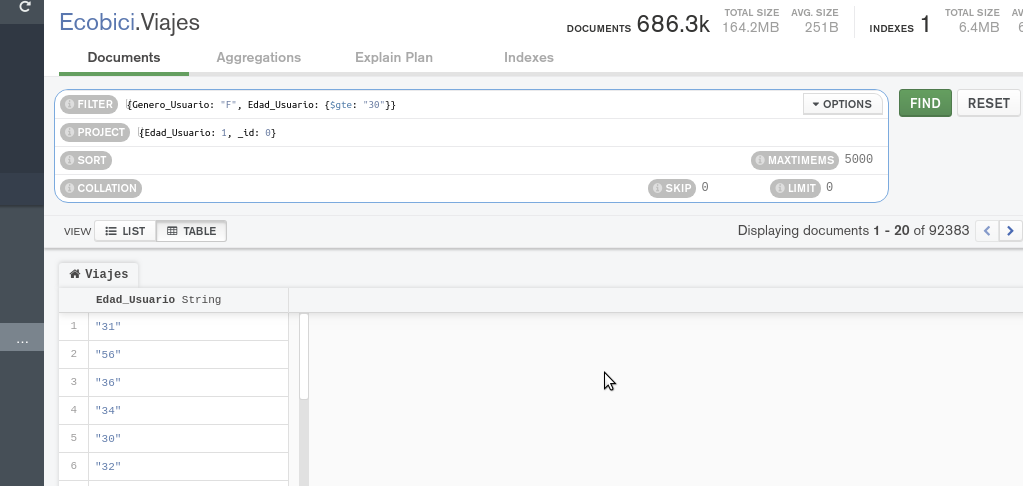 Ecobici.Viajes
DOCUMENTS 686.3k TOTAL SIZE 164.2MB AVG. SIZE 251B INDEXES 1 TOTAL SIZE 6.4MB
Documents Aggregations Explain Plan Indexes
FILTER {Genero_Usuario: "F", Edad_Usuario: {$gte: "30"}} OPTIONS FIND RESET
PROJECT {Edad_Usuario: 1, _id: 0}
SORT MAXTIMEMS 5000
COLLATION SKIP 0 LIMIT 0
VIEW LIST TABLE Displaying documents 1 - 20 of 92383
Viajes
Edad_Usuario String
1 "31"
2 "56"
...
3 "36"
4 "34"
5 "30"
6 "32"